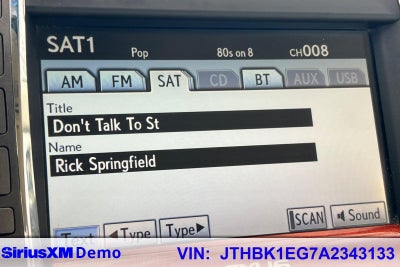 SAT1 Pop 80s on 8 CH008
AM FM SAT CD BT AUX USB
Title
Don't Talk To St
Name
Rick Springfield
Text ◄Type Type► SCAN Sound
SiriusXM Demo VIN: JTHBK1EG7A2343133